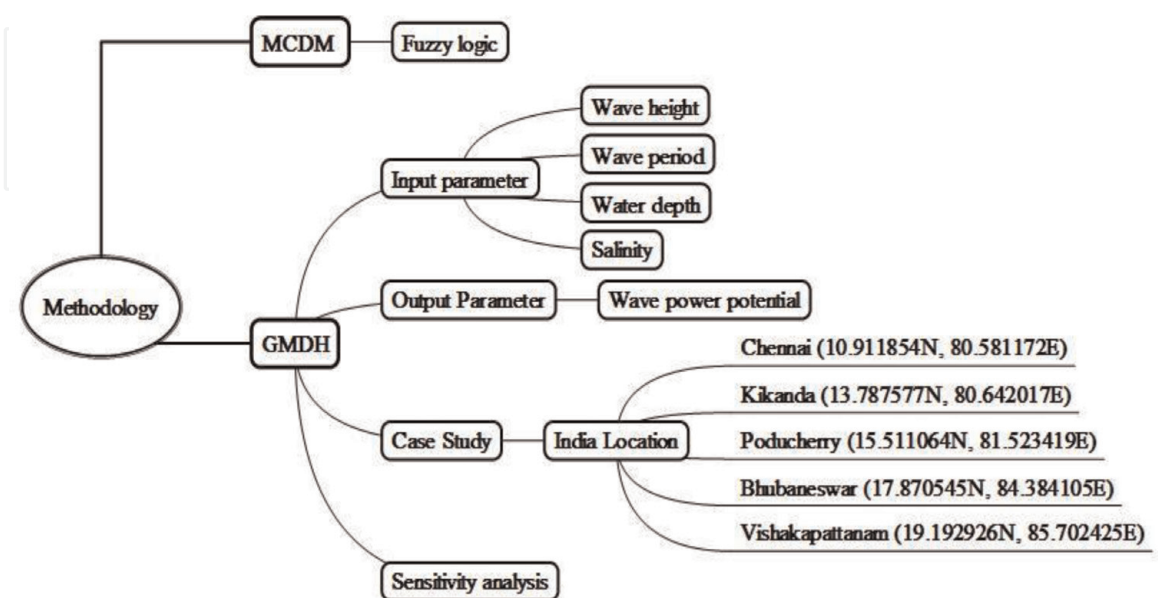 MCDM
Fuzzy logic
Wave height
Wave period
Input parameter
Water depth
Salinity
Methodology
Output Parameter
Wave power potential
GMDH
Chennai (10.911854N, 80.581172E)
Kikanda (13.787577N, 80.642017E)
Case Study
India Location
Poducherry (15.511064N, 81.523419E)
Bhubaneswar (17.870545N, 84.384105E)
Vishakapattanam (19.192926N, 85.702425E)
Sensitivity analysis